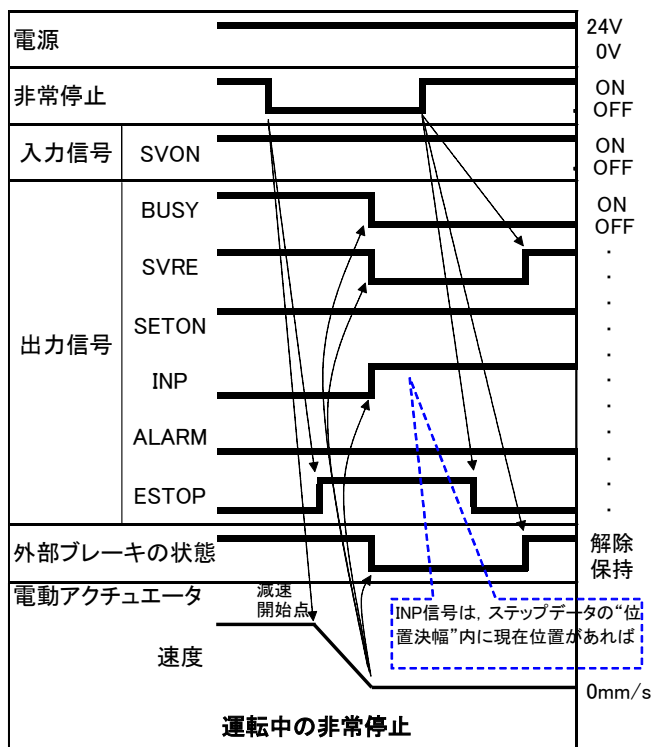 電源
24V
0V
非常停止
ON
OFF
入力信号
SVON
ON
OFF
出力信号
BUSY
ON
OFF
SVRE
SETON
INP
ALARM
ESTOP
外部ブレーキの状態
解除
保持
電動アクチュエータ
減速
開始点
INP信号は，ステップデータの“位
置決幅”内に現在位置があれば
速度
0mm/s
運転中の非常停止